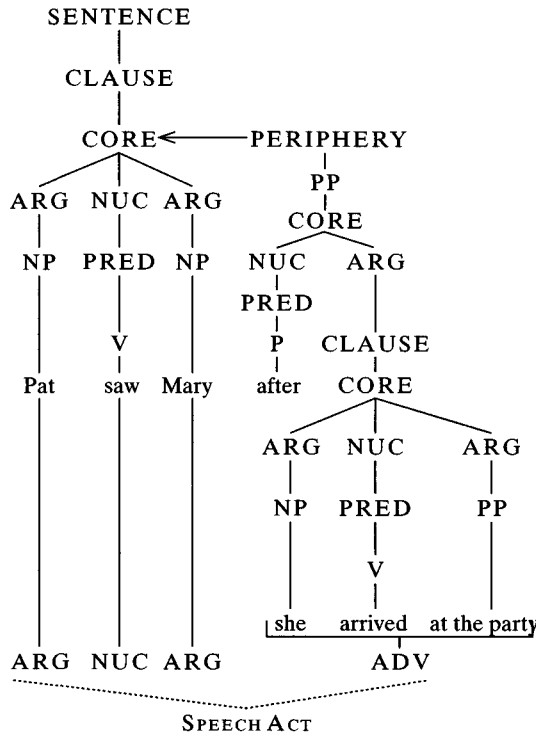 SENTENCE
CLAUSE
CORE PERIPHERY
PP
ARG NUC ARG CORE
NP PRED NP NUC ARG
PRED
V P CLAUSE
Pat saw Mary after CORE
ARG NUC ARG
NP PRED PP
V
she arrived at the party
ARG NUC ARG ADV
SPEECH ACT